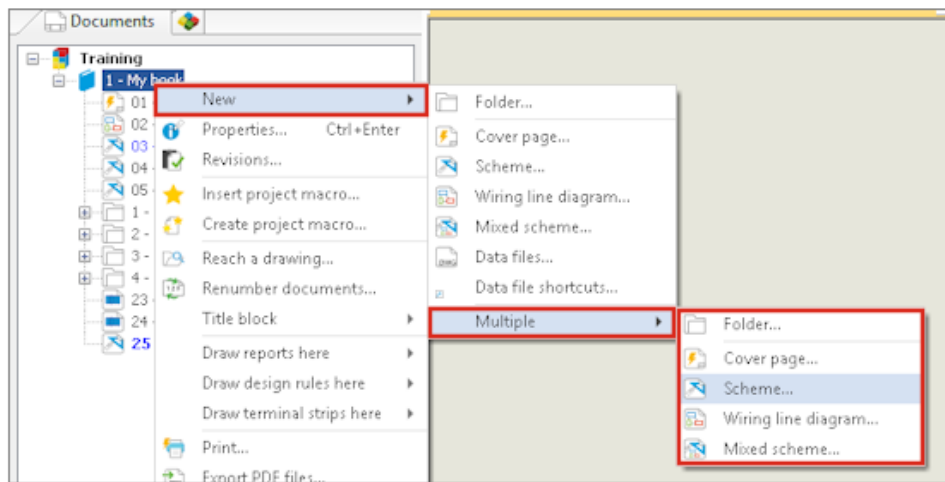 Documents
Training
1 - My book
01
02
03
04
05
1 -
2 -
3 -
4 -
23
24
25
New
Properties... Ctrl+Enter
Revisions...
Insert project macro...
Create project macro...
Reach a drawing...
Renumber documents...
Title block
Draw reports here
Draw design rules here
Draw terminal strips here
Print...
Export PDF files...
Folder...
Cover page...
Scheme...
Wiring line diagram...
Mixed scheme...
Data files...
Data file shortcuts...
Multiple
Folder...
Cover page...
Scheme...
Wiring line diagram...
Mixed scheme...